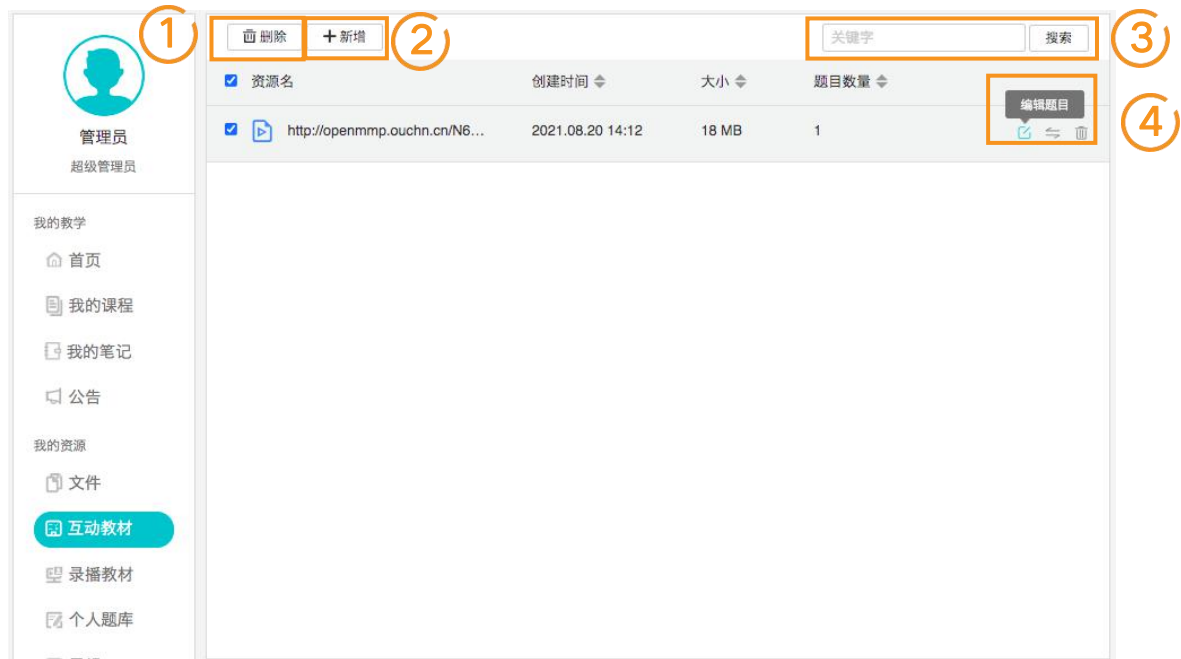 ①
删除
新增
②
关键字
搜索
③
资源名
创建时间
大小
题目数量
编辑题目
④
http://openmmp.ouchn.cn/N6...
2021.08.20 14:12
18 MB
1
管理员
超级管理员
我的教学
首页
我的课程
我的笔记
公告
我的资源
文件
互动教材
录播教材
个人题库